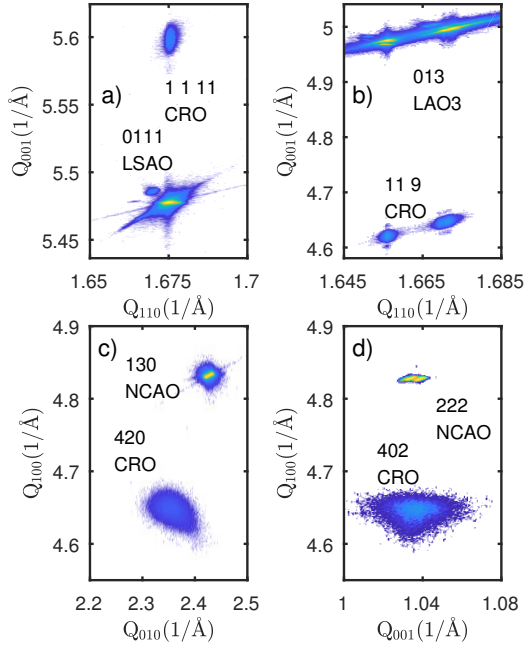 5.6
5.55
5.5
5.45
Q001(1/Å)
a)
1 1 11
CRO
0111
LSAO
1.65
1.675
1.7
Q110(1/Å)
5
4.9
4.8
4.7
4.6
Q001(1/Å)
b)
013
LAO3
11 9
CRO
1.645
1.665
1.685
Q110(1/Å)
4.9
4.8
4.7
4.6
Q100(1/Å)
c)
130
NCAO
420
CRO
2.2
2.3
2.4
2.5
Q010(1/Å)
4.9
4.8
4.7
4.6
Q100(1/Å)
d)
222
NCAO
402
CRO
1
1.04
1.08
Q001(1/Å)